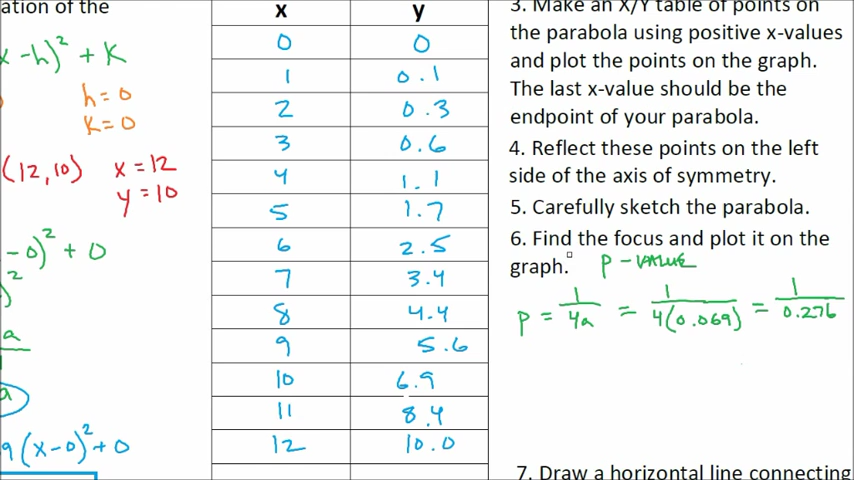 ation of the
x - h)² + K
h = 0
K = 0
(12,10) x = 12
y = 10
- 0)² + 0
)²
a
a
9(x-0)² + 0
x y
0 0
1 0.1
2 0.3
3 0.6
4 1.1
5 1.7
6 2.5
7 3.4
8 4.4
9 5.6
10 6.9
11 8.4
12 10.0
3. Make an X/Y table of points on
the parabola using positive x-values
and plot the points on the graph.
The last x-value should be the
endpoint of your parabola.
4. Reflect these points on the left
side of the axis of symmetry.
5. Carefully sketch the parabola.
6. Find the focus and plot it on the
graph. P - VALUE
P = 1/4a = 1/4(0.069) = 1/0.276
7. Draw a horizontal line connecting